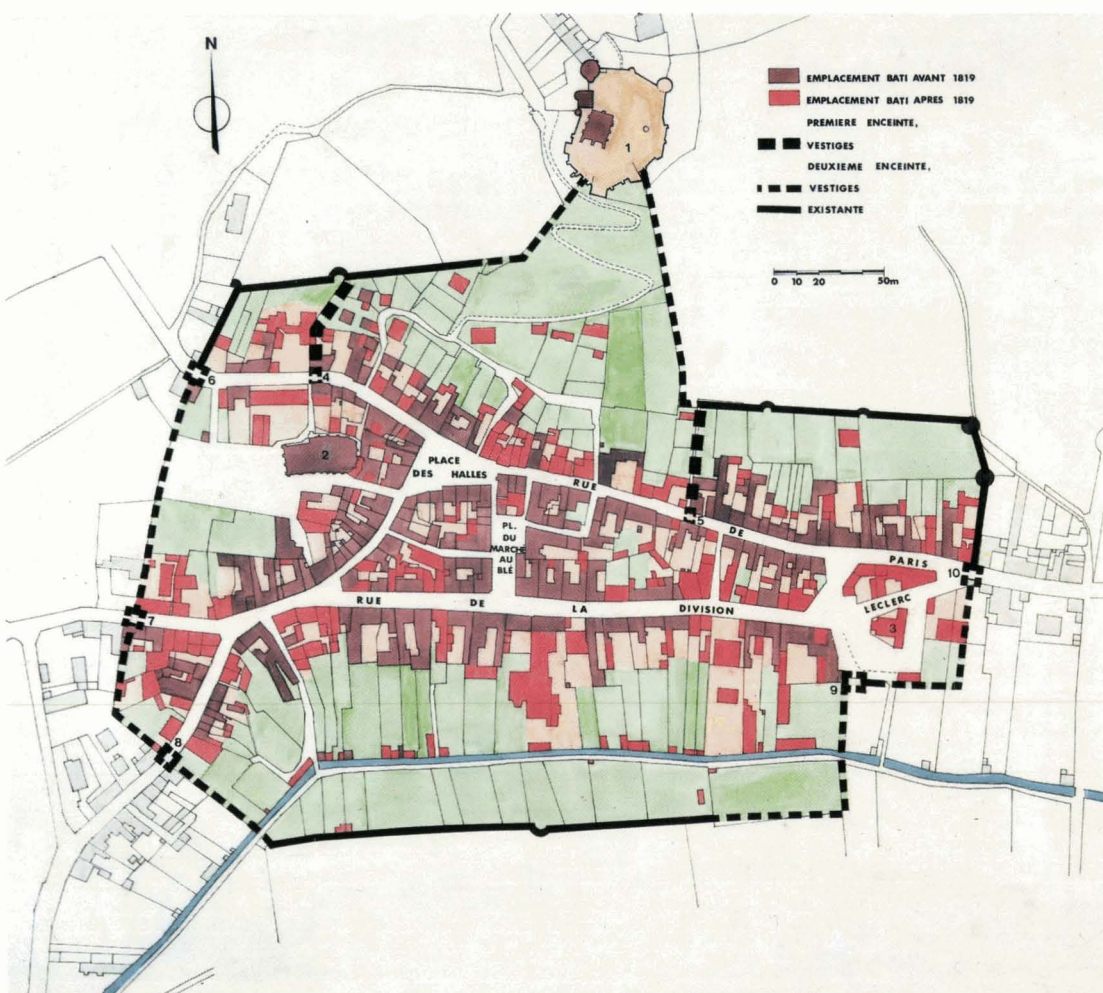 N
EMPLACEMENT BATI AVANT 1819
EMPLACEMENT BATI APRES 1819
PREMIERE ENCEINTE,
VESTIGES
DEUXIEME ENCEINTE,
VESTIGES
EXISTANTE
0 10 20 50m
1
6
4
2
PLACE
DES HALLES
RUE
DE
PARIS
5
PL.
DU
MARCHE
AU
BLÉ
10
LECLERC
3
RUE DE LA DIVISION
7
9
8